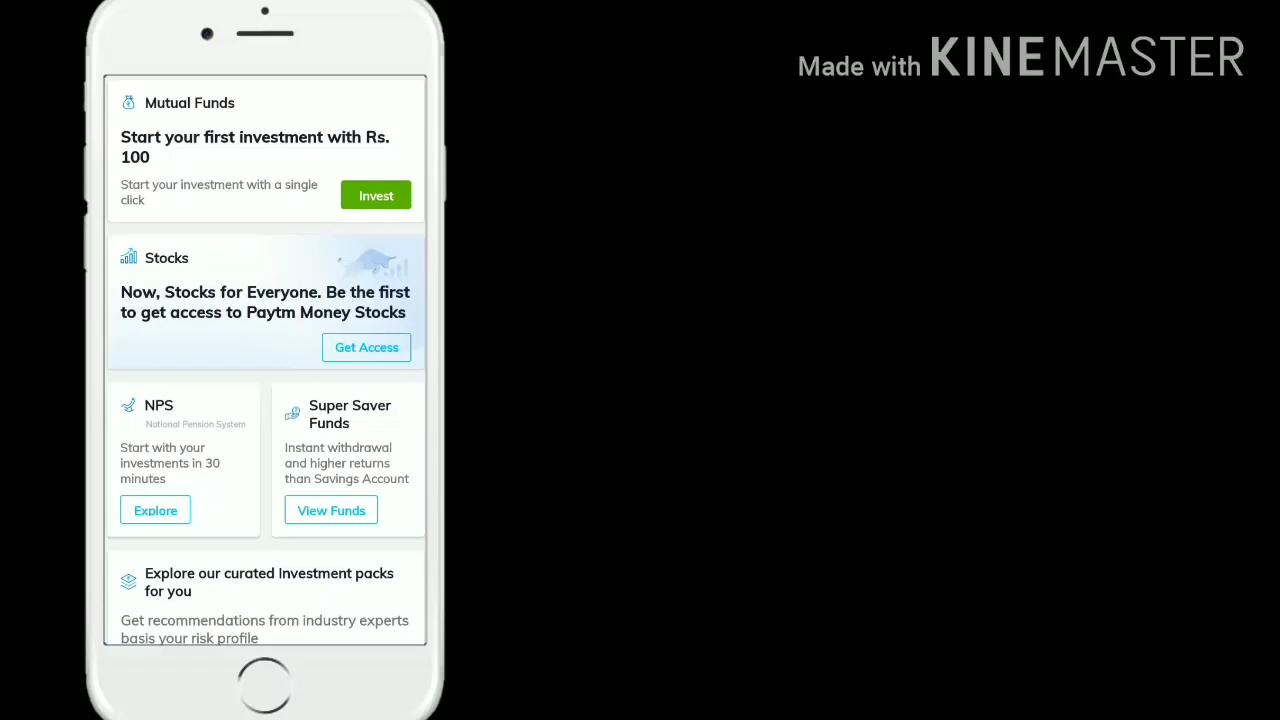 Made with KINEMASTER
Mutual Funds
Start your first investment with Rs.
100
Start your investment with a single
click
Invest
Stocks
Now, Stocks for Everyone. Be the first
to get access to Paytm Money Stocks
Get Access
NPS
National Pension System
Start with your
investments in 30
minutes
Explore
Super Saver
Funds
Instant withdrawal
and higher returns
than Savings Account
View Funds
Explore our curated Investment packs
for you
Get recommendations from industry experts
basis your risk profile